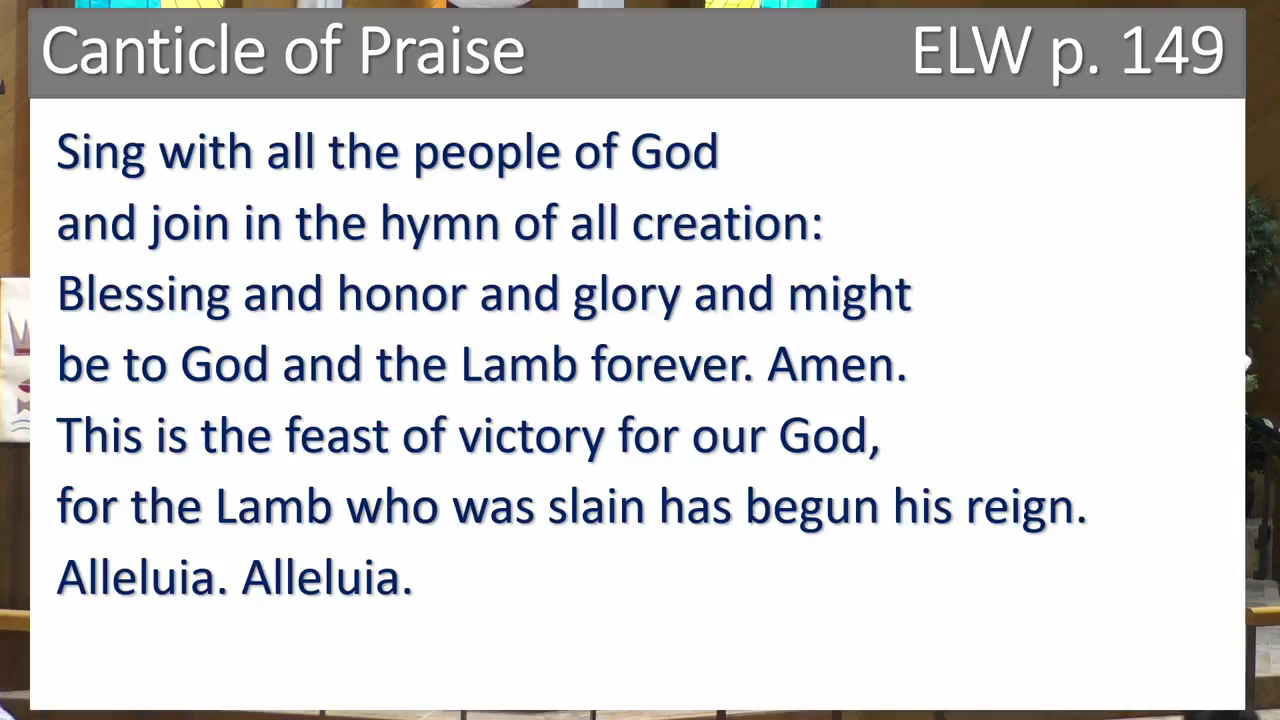 Canticle of Praise ELW p. 149
Sing with all the people of God
and join in the hymn of all creation:
Blessing and honor and glory and might
be to God and the Lamb forever. Amen.
This is the feast of victory for our God,
for the Lamb who was slain has begun his reign.
Alleluia. Alleluia.